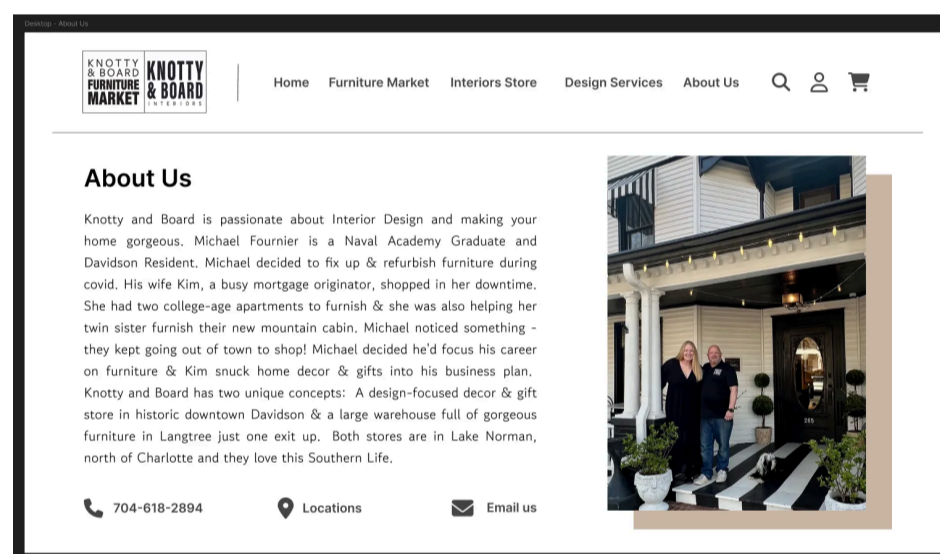 Desktop - About Us
KNOTTY
& BOARD
FURNITURE
MARKET
KNOTTY
& BOARD
INTERIORS
Home Furniture Market Interiors Store Design Services About Us
About Us
Knotty and Board is passionate about Interior Design and making your
home gorgeous. Michael Fournier is a Naval Academy Graduate and
Davidson Resident. Michael decided to fix up & refurbish furniture during
covid. His wife Kim, a busy mortgage originator, shopped in her downtime.
She had two college-age apartments to furnish & she was also helping her
twin sister furnish their new mountain cabin. Michael noticed something -
they kept going out of town to shop! Michael decided he'd focus his career
on furniture & Kim snuck home decor & gifts into his business plan.
Knotty and Board has two unique concepts: A design-focused decor & gift
store in historic downtown Davidson & a large warehouse full of gorgeous
furniture in Langtree just one exit up. Both stores are in Lake Norman,
north of Charlotte and they love this Southern Life.
704-618-2894 Locations Email us